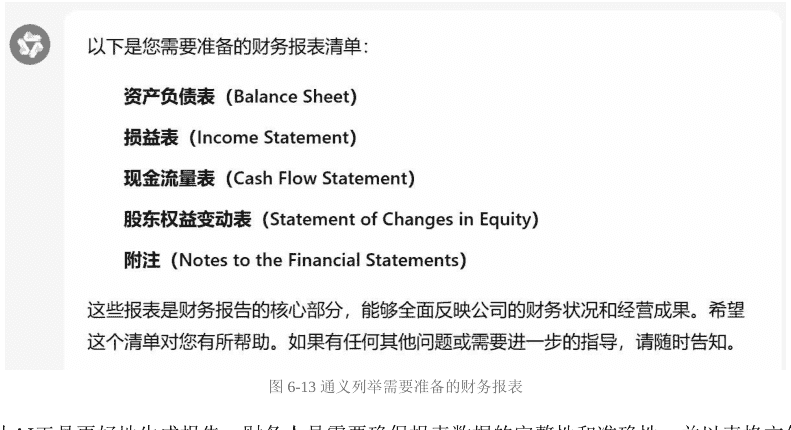 以下是您需要准备的财务报表清单：
资产负债表（Balance Sheet）
损益表（Income Statement）
现金流量表（Cash Flow Statement）
股东权益变动表（Statement of Changes in Equity）
附注（Notes to the Financial Statements）
这些报表是财务报告的核心部分，能够全面反映公司的财务状况和经营成果。希望
这个清单对您有所帮助。如果有任何其他问题或需要进一步的指导，请随时告知。
图 6-13 通义列举需要准备的财务报表